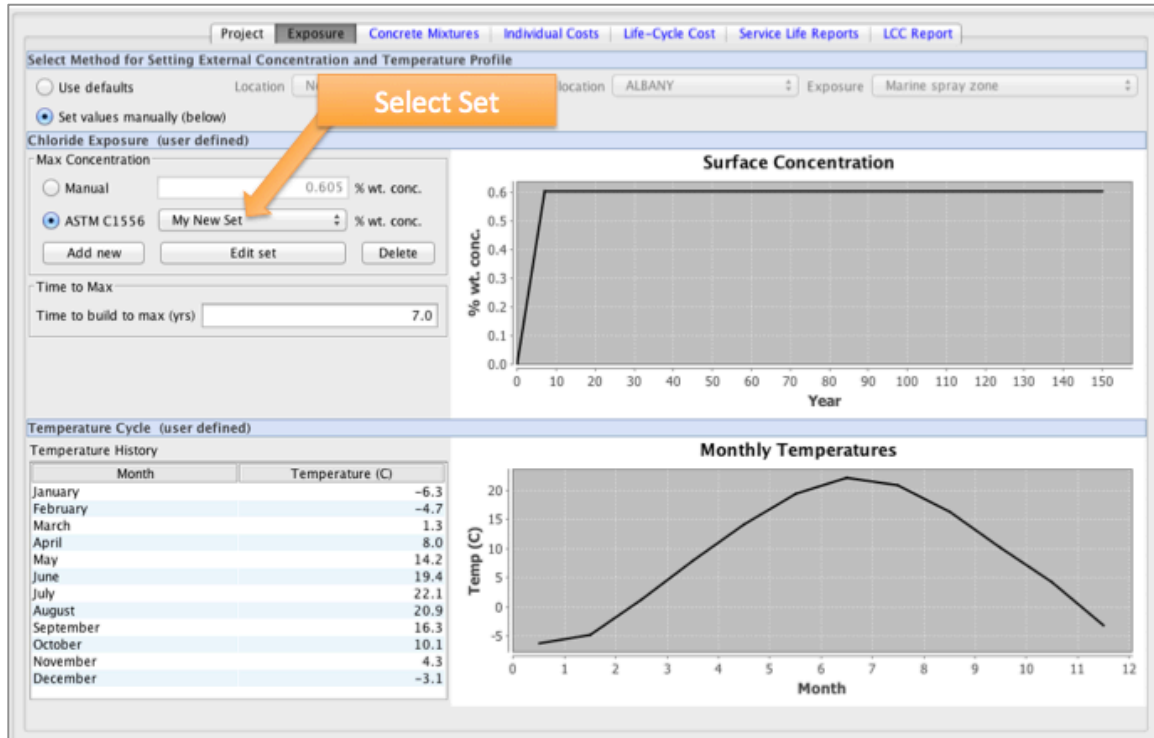 Project Exposure Concrete Mixtures Individual Costs Life-Cycle Cost Service Life Reports LCC Report
Select Method for Setting External Concentration and Temperature Profile
Use defaults Location location ALBANY Exposure Marine spray zone
Select Set
Set values manually (below)
Chloride Exposure (user defined)
Max Concentration
Manual 0.605 % wt. conc.
ASTM C1556 My New Set % wt. conc.
Add new Edit set Delete
Time to Max
Time to build to max (yrs) 7.0
Surface Concentration
% wt. conc.
0.6
0.5
0.4
0.3
0.2
0.1
0.0
0 10 20 30 40 50 60 70 80 90 100 110 120 130 140 150
Year
Temperature Cycle (user defined)
Temperature History
Month Temperature (C)
January -6.3
February -4.7
March 1.3
April 8.0
May 14.2
June 19.4
July 22.1
August 20.9
September 16.3
October 10.1
November 4.3
December -3.1
Monthly Temperatures
Temp (C)
20
15
10
5
0
-5
0 1 2 3 4 5 6 7 8 9 10 11 12
Month